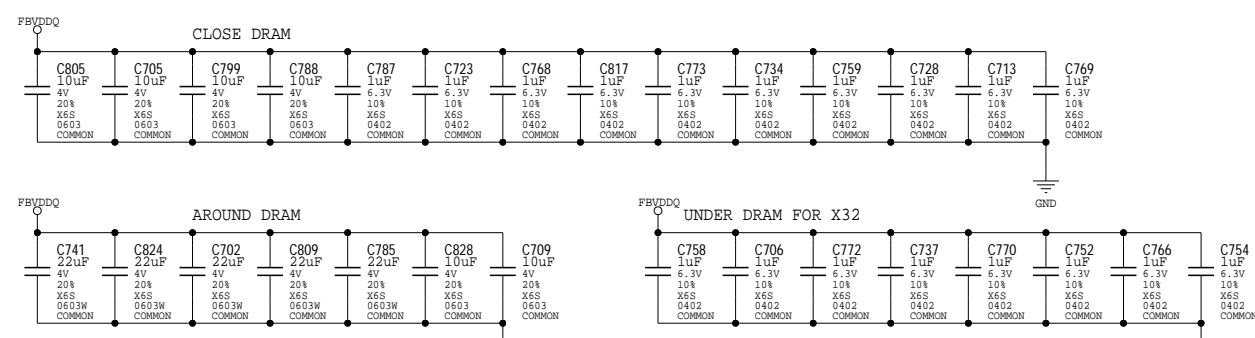 FBVDDQ
CLOSE DRAM
C805 C705 C799 C788 C787 C723 C768 C817 C773 C734 C759 C728 C713 C769
10uF 10uF 10uF 10uF 1uF 1uF 1uF 1uF 1uF 1uF 1uF 1uF 1uF 1uF
4V 4V 4V 4V 6.3V 6.3V 6.3V 6.3V 6.3V 6.3V 6.3V 6.3V 6.3V 6.3V
20% 20% 20% 20% 10% 10% 10% 10% 10% 10% 10% 10% 10% 10%
X6S X6S X6S X6S X6S X6S X6S X6S X6S X6S X6S X6S X6S X6S
0603 0603 0603 0603 0402 0402 0402 0402 0402 0402 0402 0402 0402 0402
COMMON COMMON COMMON COMMON COMMON COMMON COMMON COMMON COMMON COMMON COMMON COMMON COMMON COMMON
GND
FBVDDQ
AROUND DRAM
C741 C824 C702 C809 C785 C828 C709
22uF 22uF 22uF 22uF 22uF 10uF 10uF
4V 4V 4V 4V 4V 4V 4V
20% 20% 20% 20% 20% 20% 20%
X6S X6S X6S X6S X6S X6S X6S
0603W 0603W 0603W 0603W 0603W 0603 0603
COMMON COMMON COMMON COMMON COMMON COMMON COMMON
FBVDDQ
UNDER DRAM FOR X32
C758 C706 C772 C737 C770 C752 C766 C754
1uF 1uF 1uF 1uF 1uF 1uF 1uF 1uF
6.3V 6.3V 6.3V 6.3V 6.3V 6.3V 6.3V 6.3V
10% 10% 10% 10% 10% 10% 10% 10%
X6S X6S X6S X6S X6S X6S X6S X6S
0402 0402 0402 0402 0402 0402 0402 0402
COMMON COMMON COMMON COMMON COMMON COMMON COMMON COMMON